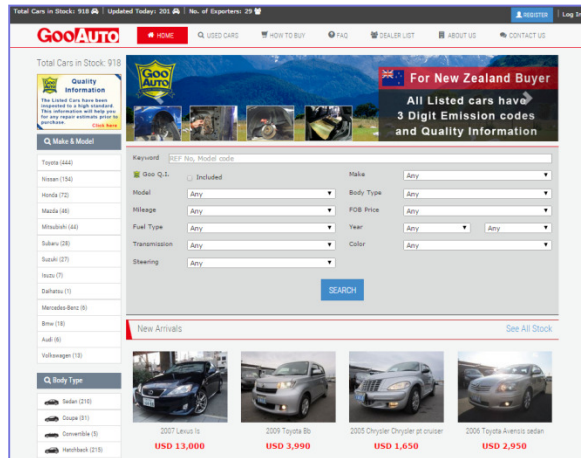 Total Cars in Stock: 918 | Updated Today: 201 | No. of Exporters: 29
REGISTER | Log In
GooAUTO
HOME
USED CARS
HOW TO BUY
FAQ
DEALER LIST
ABOUT US
CONTACT US
Total Cars in Stock: 918
Quality
Information
The Listed Cars have been
inspected to a high standard.
This information will help you
for any repair estimate prior to
purchase.
Click here
Make & Model
Toyota (444)
Nissan (154)
Honda (72)
Mazda (46)
Mitsubishi (44)
Subaru (28)
Suzuki (27)
Isuzu (7)
Daihatsu (1)
Mercedes-Benz (6)
Bmw (18)
Audi (6)
Volkswagen (13)
Body Type
Sedan (210)
Coupe (31)
Convertible (5)
Hatchback (215)
GOO
AUTO
For New Zealand Buyer
All Listed cars have
3 Digit Emission codes
and Quality Information
Keyword REF No, Model code
Goo Q.I. Included Make Any
Model Any Body Type Any
Mileage Any FOB Price Any
Fuel Type Any Year Any Any
Transmission Any Color Any
Steering Any
SEARCH
New Arrivals See All Stock
2007 Lexus Is
USD 13,000
2009 Toyota Bb
USD 3,990
2005 Chrysler Chrysler pt cruiser
USD 1,650
2006 Toyota Avensis sedan
USD 2,950